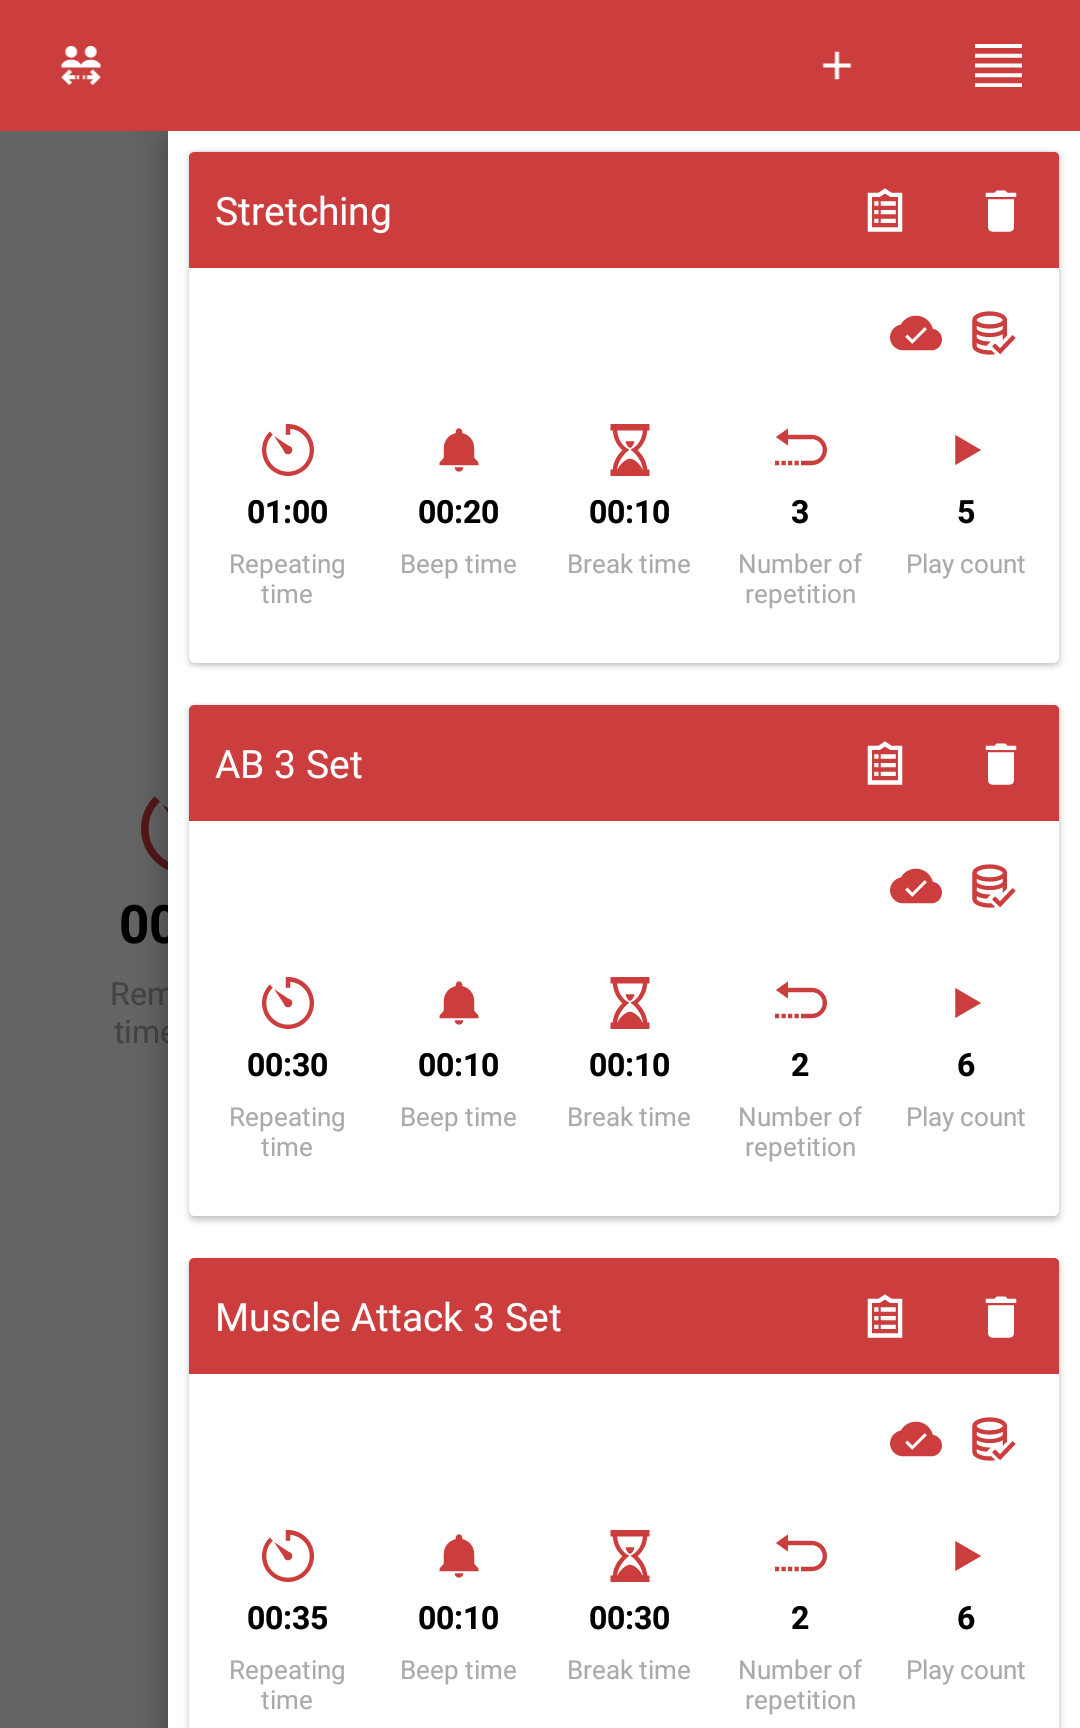 Stretching
01:00 00:20 00:10 3 5
Repeating Beep time Break time Number of Play count
time repetition
AB 3 Set
00:30 00:10 00:10 2 6
Repeating Beep time Break time Number of Play count
time repetition
Muscle Attack 3 Set
00:35 00:10 00:30 2 6
Repeating Beep time Break time Number of Play count
time repetition
00
Rem
time